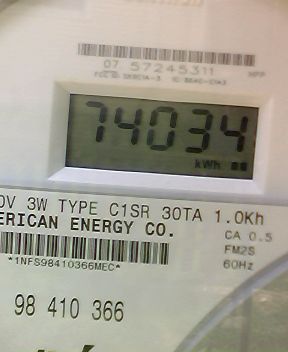 07 57245311
HPP
74034
kWh
0V 3W TYPE C1SR 30TA 1.0Kh
ERICAN ENERGY CO.
CA 0.5
FM2S
60Hz
*1NFS98410366MEC*
98 410 366